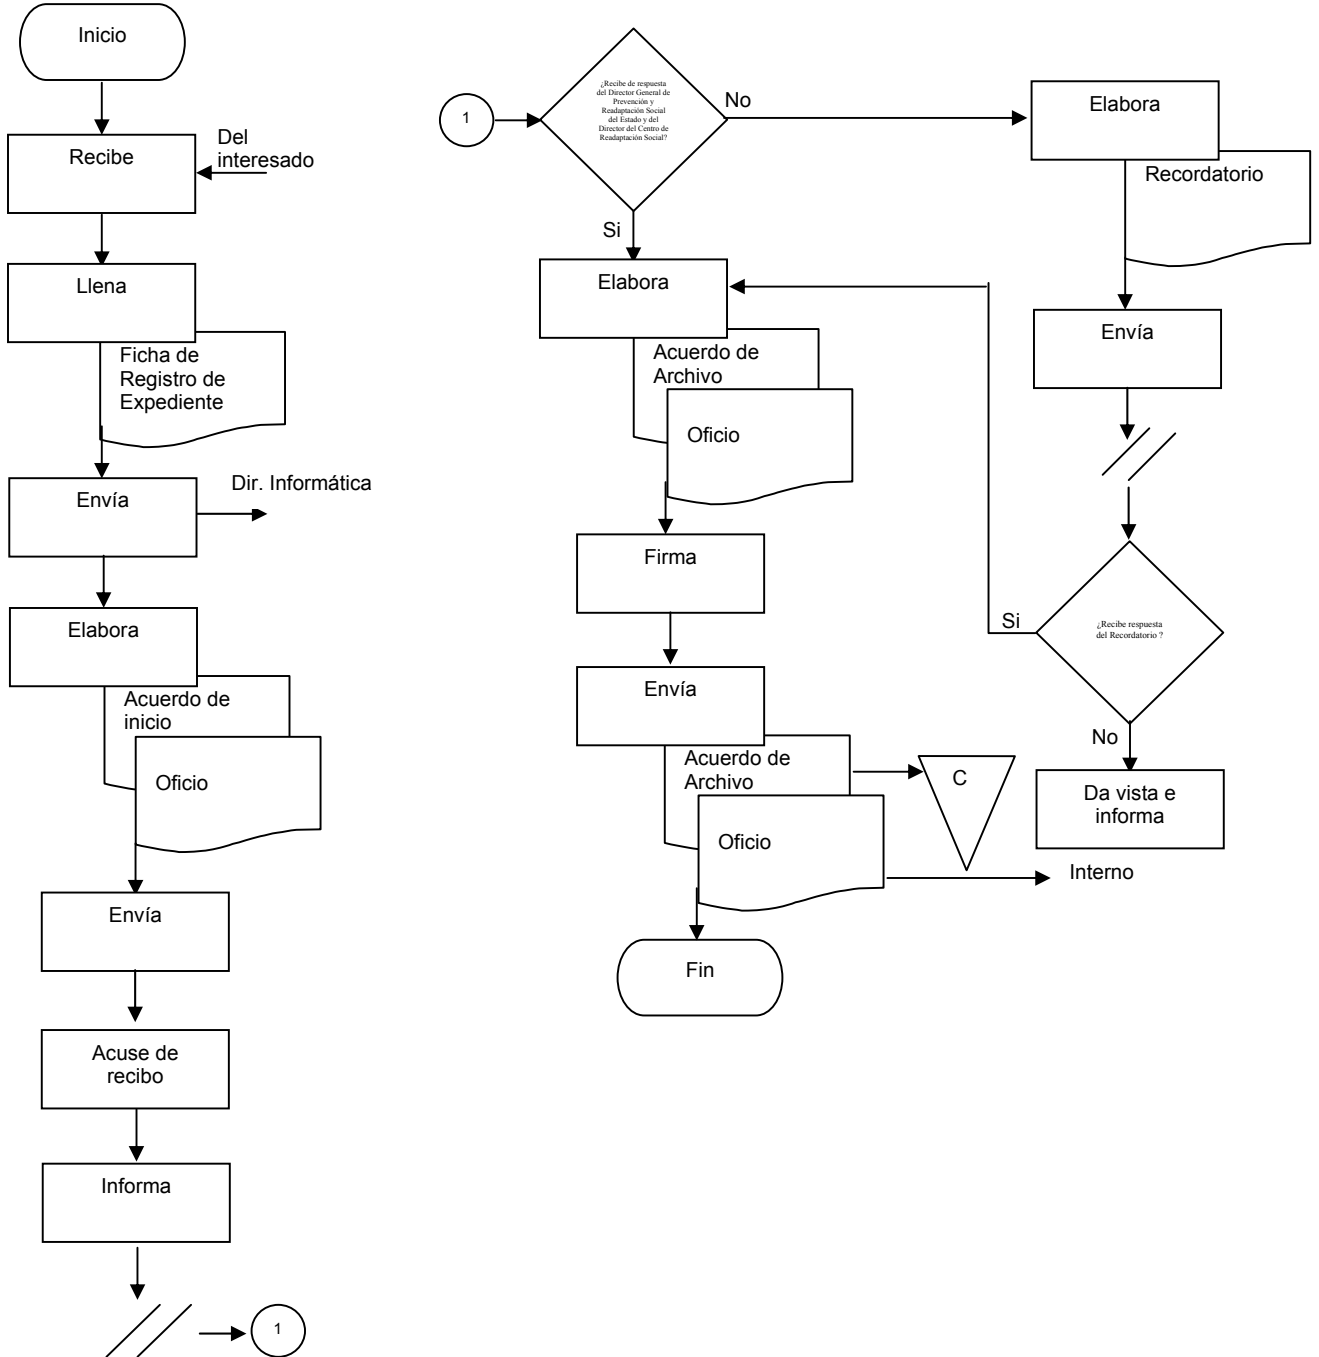 Inicio
Recibe
Del
interesado
Llena
Ficha de
Registro de
Expediente
Envía
Dir. Informática
Elabora
Acuerdo de
inicio
Oficio
Envía
Acuse de
recibo
Informa
1
1
¿Recibe de respuesta
del Director General de
Prevención y
Readaptación Social
del Estado y del
Director del Centro de
Readaptación Social?
No
Si
Elabora
Acuerdo de
Archivo
Oficio
Firma
Envía
Acuerdo de
Archivo
Oficio
C
Interno
Fin
Elabora
Recordatorio
Envía
¿Recibe respuesta
del Recordatorio ?
Si
No
Da vista e
informa